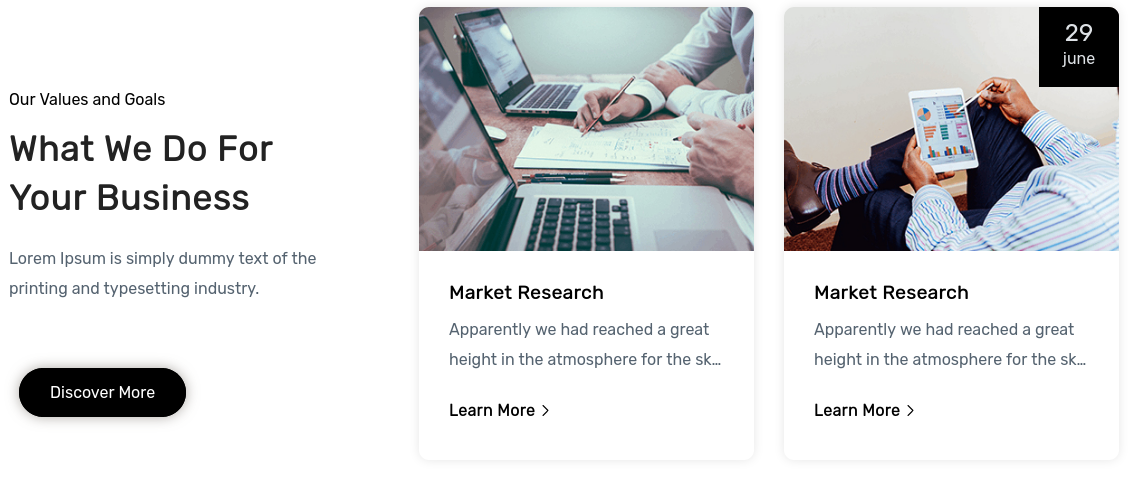 Our Values and Goals
What We Do For
Your Business
Lorem Ipsum is simply dummy text of the
printing and typesetting industry.
Discover More
Market Research
Apparently we had reached a great
height in the atmosphere for the sk...
Learn More
29
june
Market Research
Apparently we had reached a great
height in the atmosphere for the sk...
Learn More